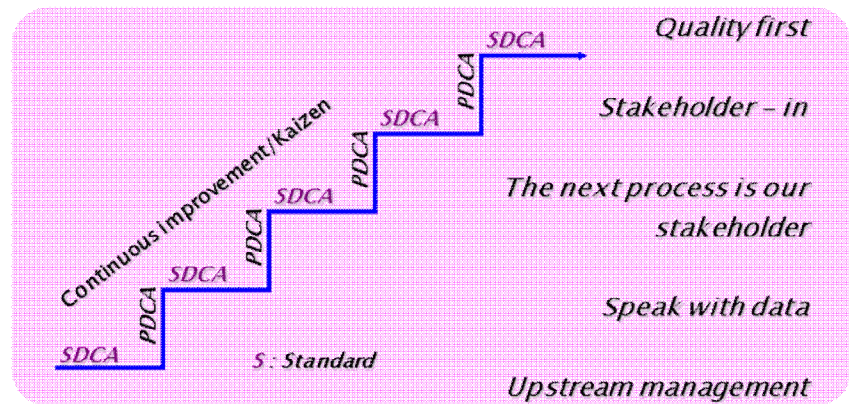 Quality first
SDCA
PDCA
Stakeholder – in
SDCA
Continuous improvement/Kaizen
PDCA
The next process is our
stakeholder
SDCA
PDCA
SDCA
Speak with data
PDCA
SDCA
S : Standard
Upstream management